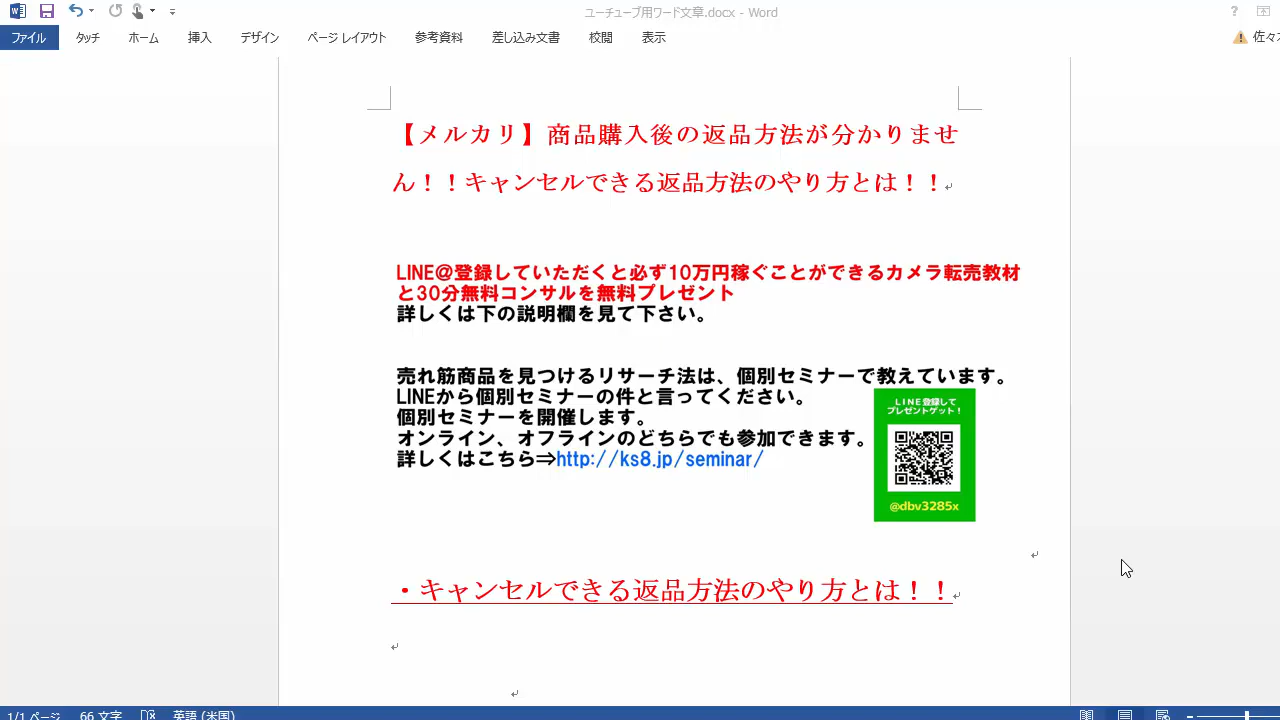 ユーチューブ用ワード文章.docx - Word
ファイル タッチ ホーム 挿入 デザイン ページ レイアウト 参考資料 差し込み文書 校閲 表示
【メルカリ】商品購入後の返品方法が分かりませ
ん！！キャンセルできる返品方法のやり方とは！！
LINE@登録していただくと必ず10万円稼ぐことができるカメラ転売教材
と30分無料コンサルを無料プレゼント
詳しくは下の説明欄を見て下さい。
売れ筋商品を見つけるリサーチ法は、個別セミナーで教えています。
LINEから個別セミナーの件と言ってください。
個別セミナーを開催します。
オンライン、オフラインのどちらでも参加できます。
詳しくはこちら⇒http://ks8.jp/seminar/
LINE登録して
プレゼントゲット！
@dbv3285x
・キャンセルできる返品方法のやり方とは！！
1/1 ページ 66 文字 英語 (米国)